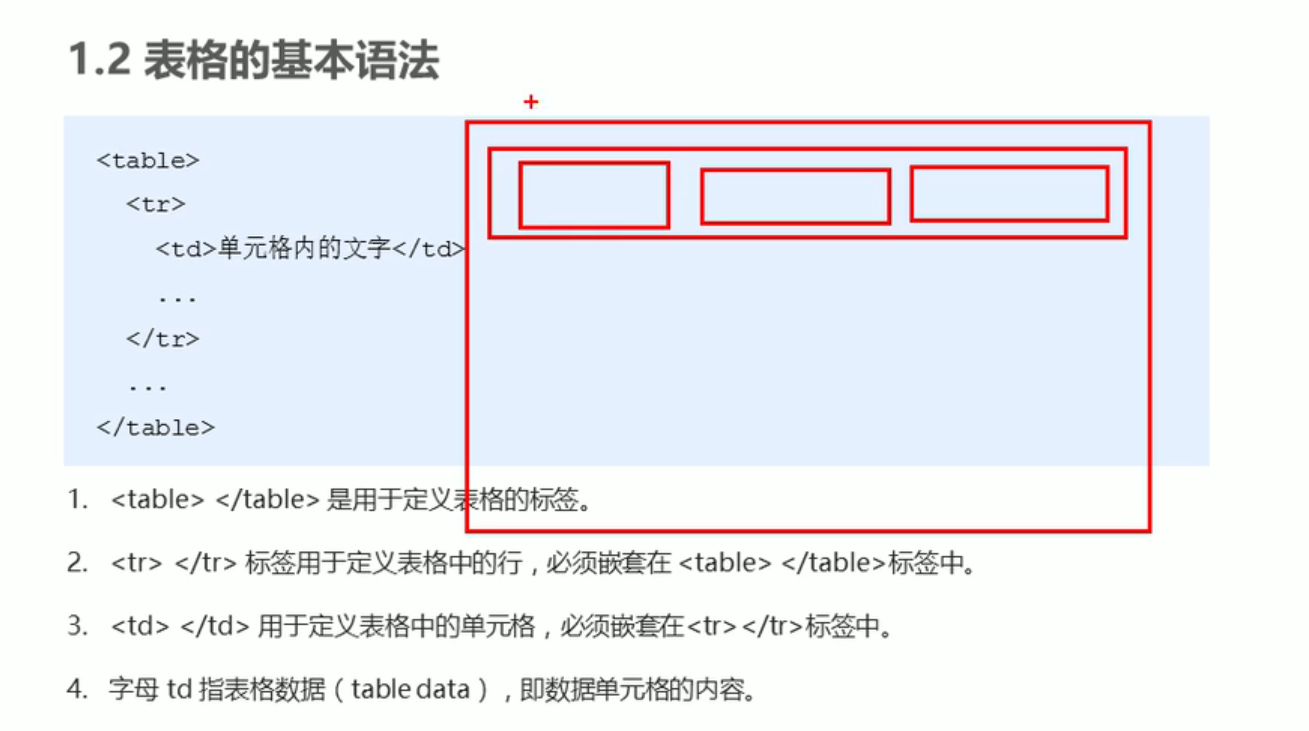 1.2 表格的基本语法
<table>
<tr>
<td>单元格内的文字</td>
...
</tr>
...
</table>
1. <table> </table> 是用于定义表格的标签。
2. <tr> </tr> 标签用于定义表格中的行，必须嵌套在 <table> </table>标签中。
3. <td> </td> 用于定义表格中的单元格，必须嵌套在<tr></tr>标签中。
4. 字母 td 指表格数据（table data），即数据单元格的内容。